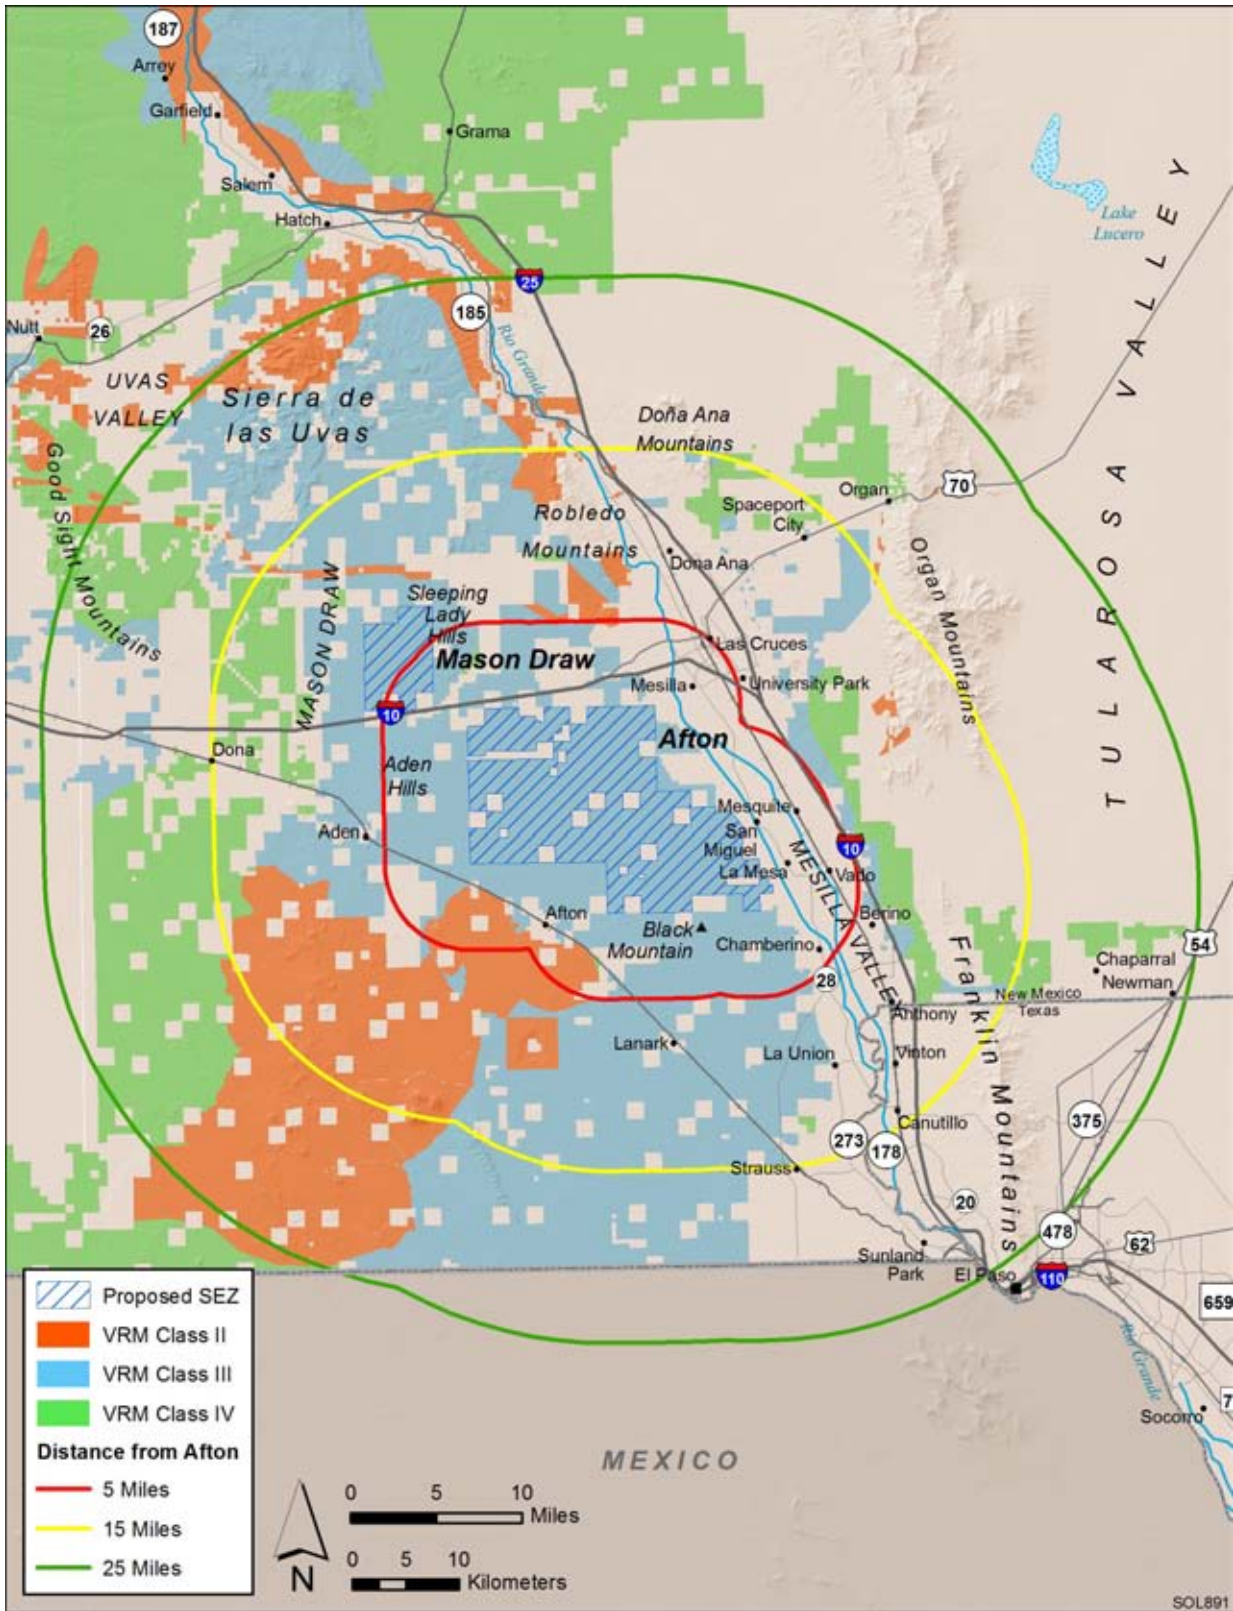 187
Arrey
Garfield
Grama
Salem
Hatch
Lake
Lucero
25
185
Nutt
26
Rio Grande
UVAS
VALLEY
Sierra de
las Uvas
Doña Ana
Mountains
TULAROSA VALLEY
Good Sight Mountains
Organ
70
Spaceport
City
Robledo
Mountains
Dona Ana
Organ Mountains
MASON DRAW
Sleeping
Lady
Hills
Mason Draw
Las Cruces
Mesilla
University Park
10
Dona
Aden
Hills
Afton
Aden
Mesquite
San
Miguel
La Mesa
10
Vado
MESILLA VALLEY
Afton
Black
Mountain
Berino
Chamberino
28
Franklin Mountains
54
Chaparral
Newman
New Mexico
Texas
Anthony
Lanark
La Union
Vinton
Canutillo
375
273
178
Strauss
20
478
62
Sunland
Park
El Paso
110
659
Rio Grande
7
Socorro
MEXICO
Proposed SEZ
VRM Class II
VRM Class III
VRM Class IV
Distance from Afton
5 Miles
15 Miles
25 Miles
N
0 5 10
Miles
0 5 10
Kilometers
SOL891